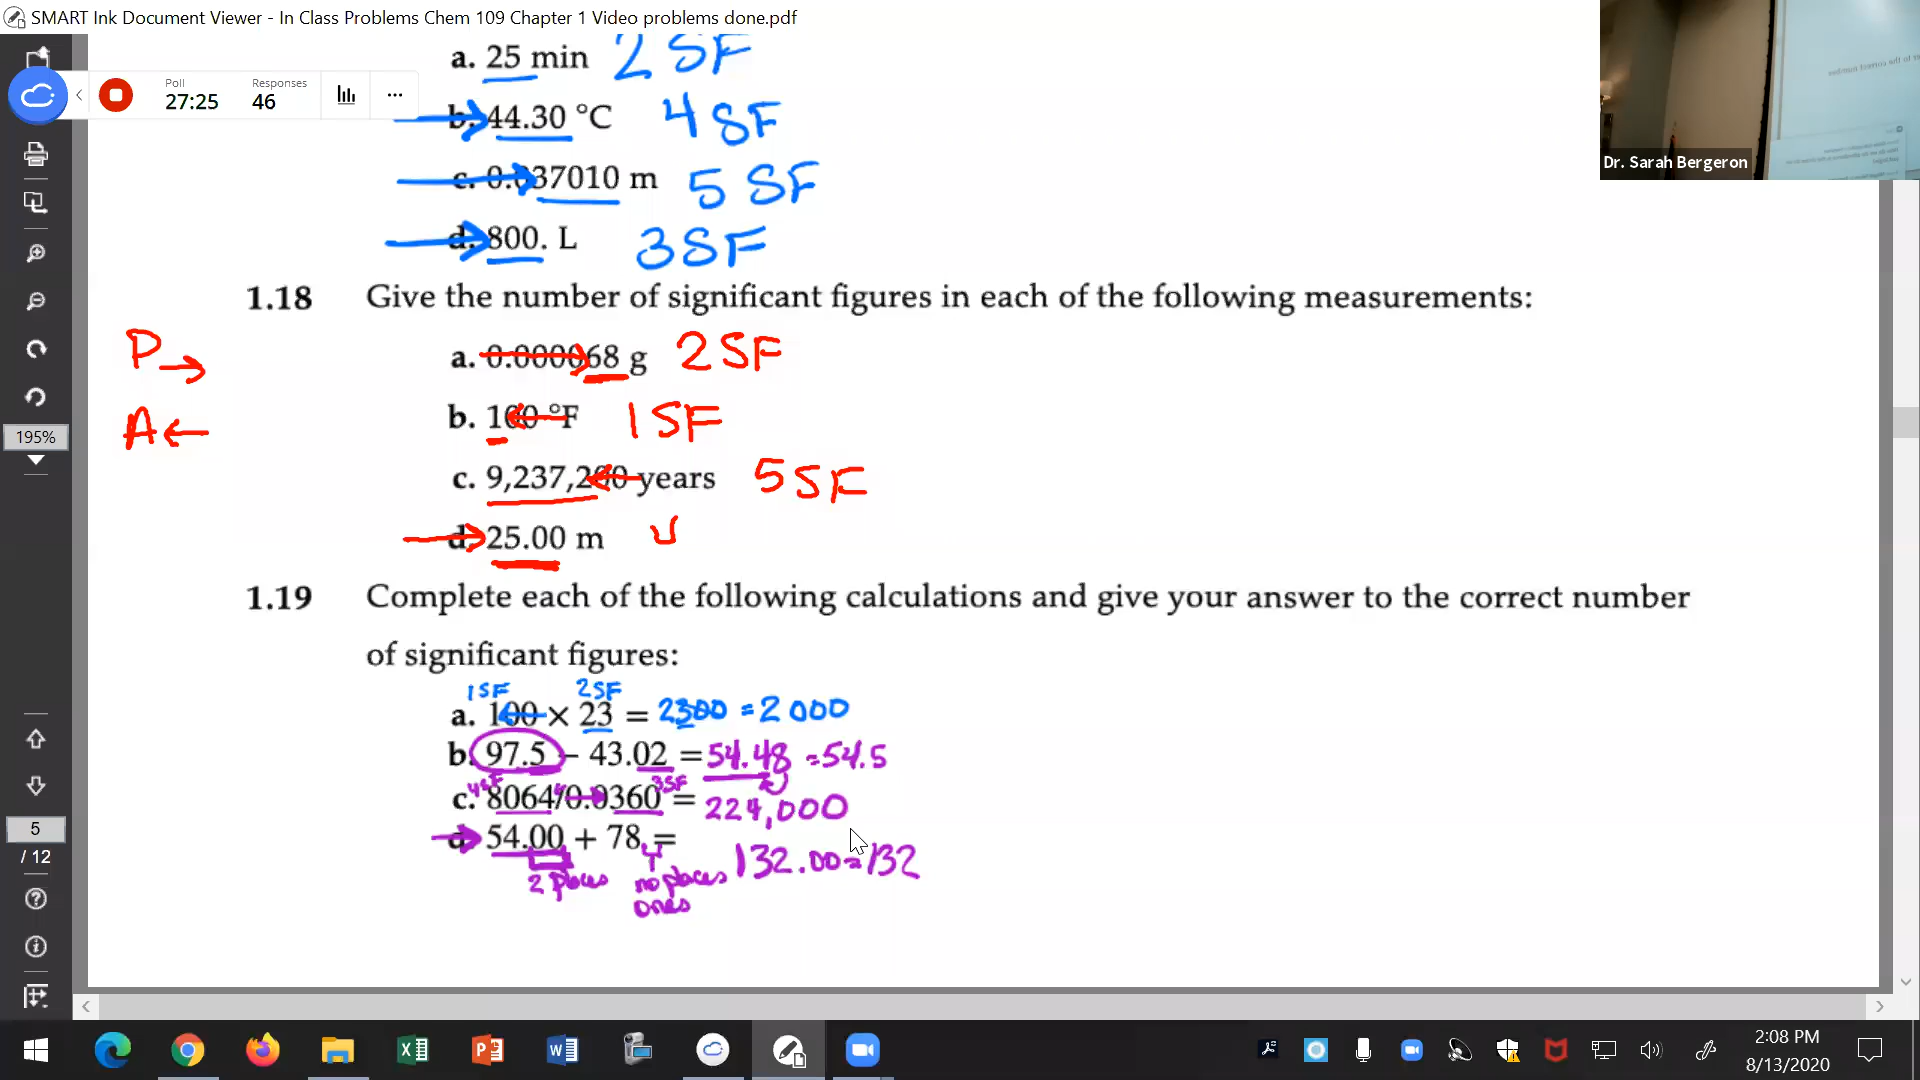 SMART Ink Document Viewer - In Class Problems Chem 109 Chapter 1 Video problems done.pdf
Poll
27:25
Responses
46
Dr. Sarah Bergeron
a. 25 min 2 SF
b. 44.30 °C 4 SF
c. 0.037010 m 5 SF
d. 800. L 3 SF
1.18 Give the number of significant figures in each of the following measurements:
P→ a. 0.000068 g 2 SF
b. 100 °F 1 SF
A←
c. 9,237,200 years 5 SF
d. 25.00 m
1.19 Complete each of the following calculations and give your answer to the correct number
of significant figures:
1SF 2SF
a. 100 × 23 = 2300 = 2000
b. 97.5 – 43.02 = 54.48 = 54.5
4SF 3SF
c. 8064/0.0360 = 224,000
d. 54.00 + 78 =
132.00 = 132
2 places no places
ones
195%
5
/ 12
2:08 PM
8/13/2020